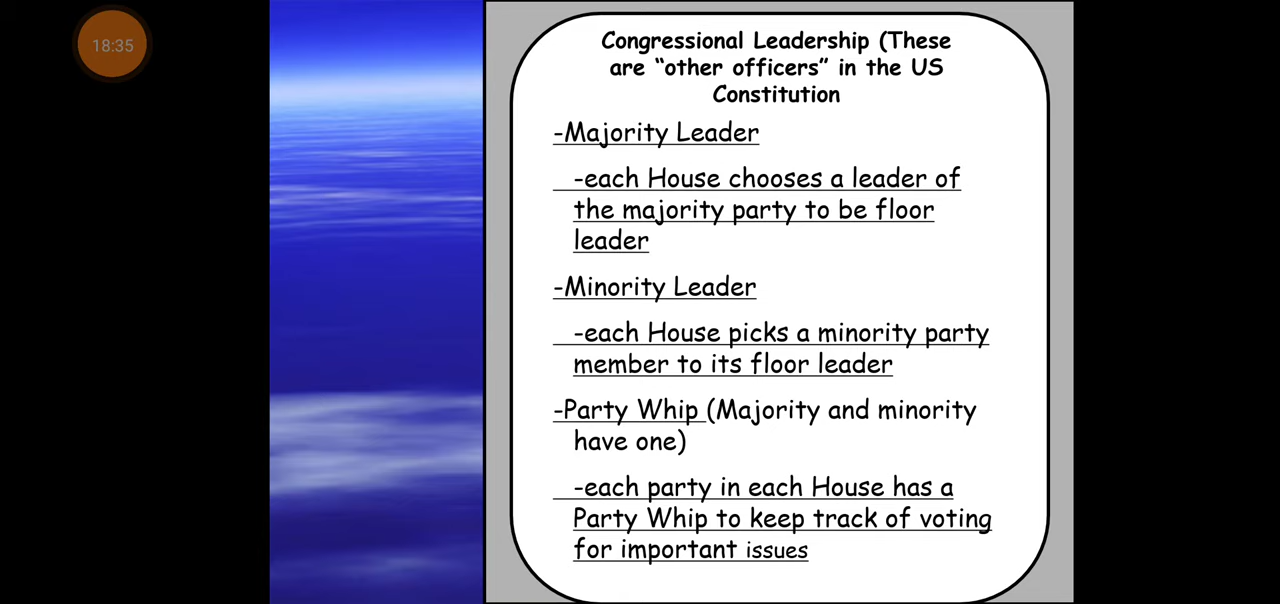 18:35
Congressional Leadership (These
are “other officers” in the US
Constitution
-Majority Leader
-each House chooses a leader of
the majority party to be floor
leader
-Minority Leader
-each House picks a minority party
member to its floor leader
-Party Whip (Majority and minority
have one)
-each party in each House has a
Party Whip to keep track of voting
for important issues